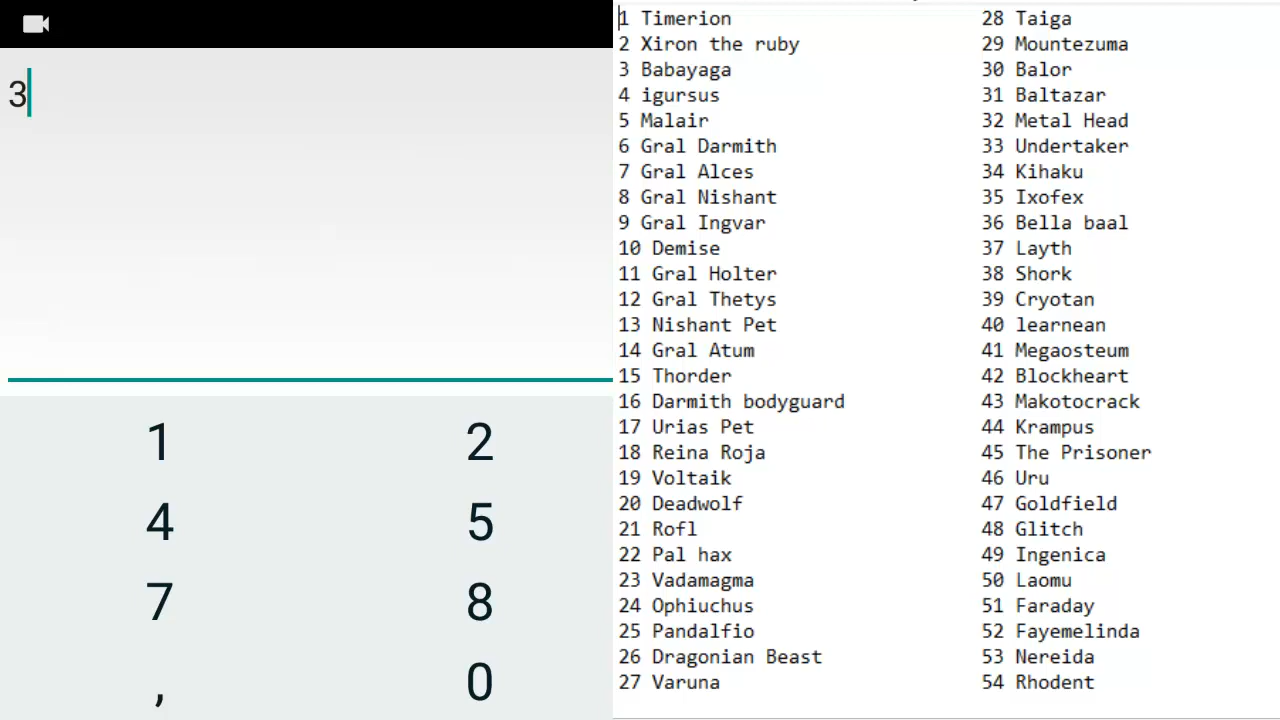 3
1 2
4 5
7 8
, 0
1 Timerion
2 Xiron the ruby
3 Babayaga
4 igursus
5 Malair
6 Gral Darmith
7 Gral Alces
8 Gral Nishant
9 Gral Ingvar
10 Demise
11 Gral Holter
12 Gral Thetys
13 Nishant Pet
14 Gral Atum
15 Thorder
16 Darmith bodyguard
17 Urias Pet
18 Reina Roja
19 Voltaik
20 Deadwolf
21 Rofl
22 Pal hax
23 Vadamagma
24 Ophiuchus
25 Pandalfio
26 Dragonian Beast
27 Varuna
28 Taiga
29 Mountezuma
30 Balor
31 Baltazar
32 Metal Head
33 Undertaker
34 Kihaku
35 Ixofex
36 Bella baal
37 Layth
38 Shork
39 Cryotan
40 learnean
41 Megaosteum
42 Blockheart
43 Makotocrack
44 Krampus
45 The Prisoner
46 Uru
47 Goldfield
48 Glitch
49 Ingenica
50 Laomu
51 Faraday
52 Fayemelinda
53 Nereida
54 Rhodent